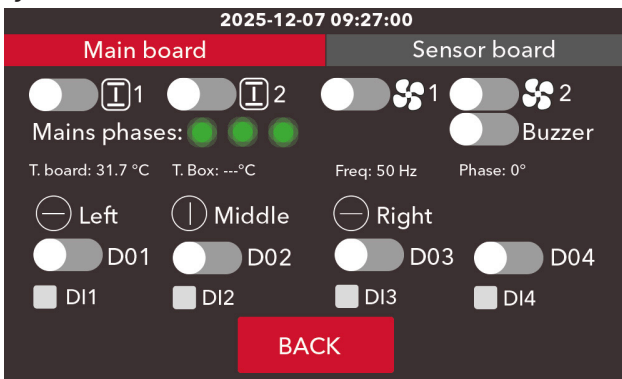 2025-12-07 09:27:00
Main board Sensor board
1 2 1 2
Mains phases: Buzzer
T. board: 31.7 °C T. Box: ---°C Freq: 50 Hz Phase: 0°
Left Middle Right
D01 D02 D03 D04
DI1 DI2 DI3 DI4
BACK